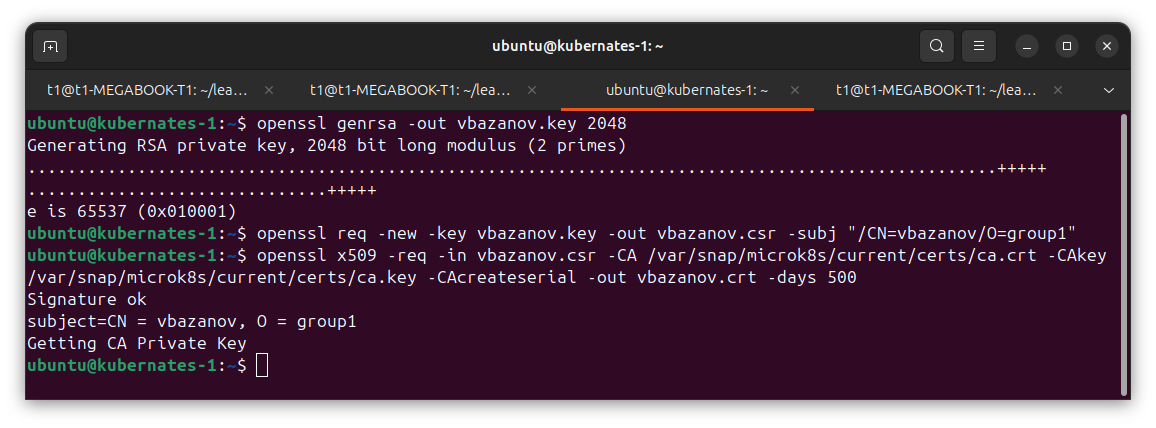 ubuntu@kubernates-1: ~
t1@t1-MEGABOOK-T1: ~/lea…
t1@t1-MEGABOOK-T1: ~/lea…
ubuntu@kubernates-1: ~
t1@t1-MEGABOOK-T1: ~/lea…
ubuntu@kubernates-1:~$ openssl genrsa -out vbazanov.key 2048
Generating RSA private key, 2048 bit long modulus (2 primes)
.................................................................................................+++++
..............................+++++
e is 65537 (0x010001)
ubuntu@kubernates-1:~$ openssl req -new -key vbazanov.key -out vbazanov.csr -subj "/CN=vbazanov/O=group1"
ubuntu@kubernates-1:~$ openssl x509 -req -in vbazanov.csr -CA /var/snap/microk8s/current/certs/ca.crt -CAkey
/var/snap/microk8s/current/certs/ca.key -CAcreateserial -out vbazanov.crt -days 500
Signature ok
subject=CN = vbazanov, O = group1
Getting CA Private Key
ubuntu@kubernates-1:~$